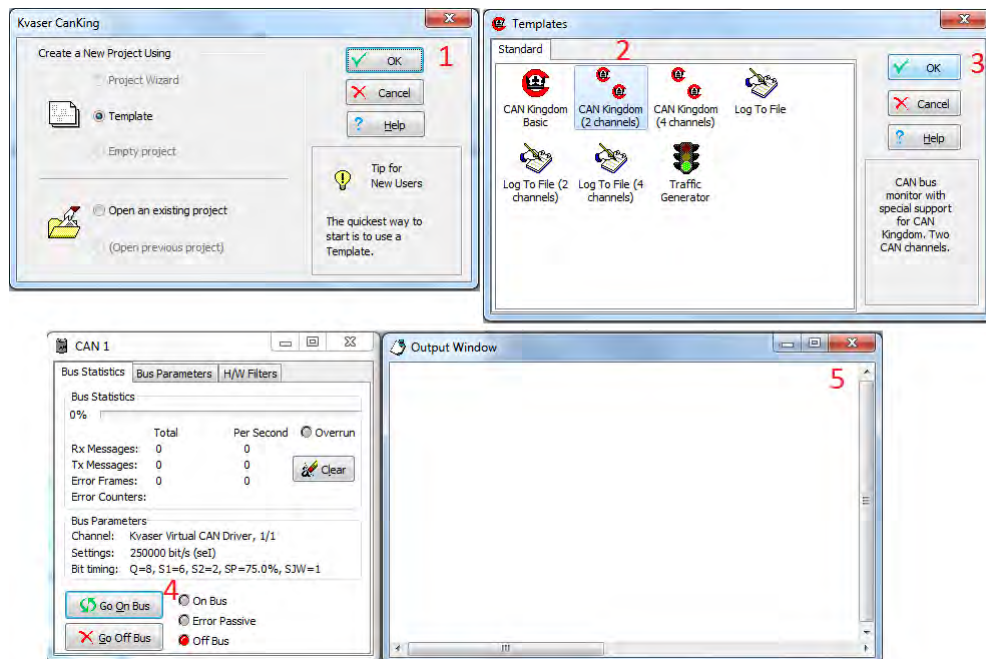 Kvaser CanKing
Create a New Project Using
Project Wizard
Template
Empty project
Open an existing project
(Open previous project)
OK
1
Cancel
Help
Tip for
New Users
The quickest way to
start is to use a
Template.
Templates
Standard
2
CAN Kingdom
Basic
CAN Kingdom
(2 channels)
CAN Kingdom
(4 channels)
Log To File
Log To File (2
channels)
Log To File (4
channels)
Traffic
Generator
OK
3
Cancel
Help
CAN bus
monitor with
special support
for CAN
Kingdom. Two
CAN channels.
CAN 1
Bus Statistics Bus Parameters H/W Filters
Bus Statistics
0%
Total Per Second Overrun
Rx Messages: 0 0
Tx Messages: 0 0
Clear
Error Frames: 0 0
Error Counters:
Bus Parameters
Channel: Kvaser Virtual CAN Driver, 1/1
Settings: 250000 bit/s (seI)
Bit timing: Q=8, S1=6, S2=2, SP=75.0%, SJW=1
4
Go On Bus
On Bus
Error Passive
Go Off Bus
Off Bus
Output Window
5